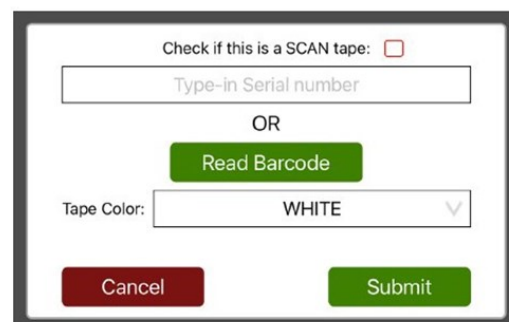 Check if this is a SCAN tape:
Type-in Serial number
OR
Read Barcode
Tape Color: WHITE
Cancel Submit